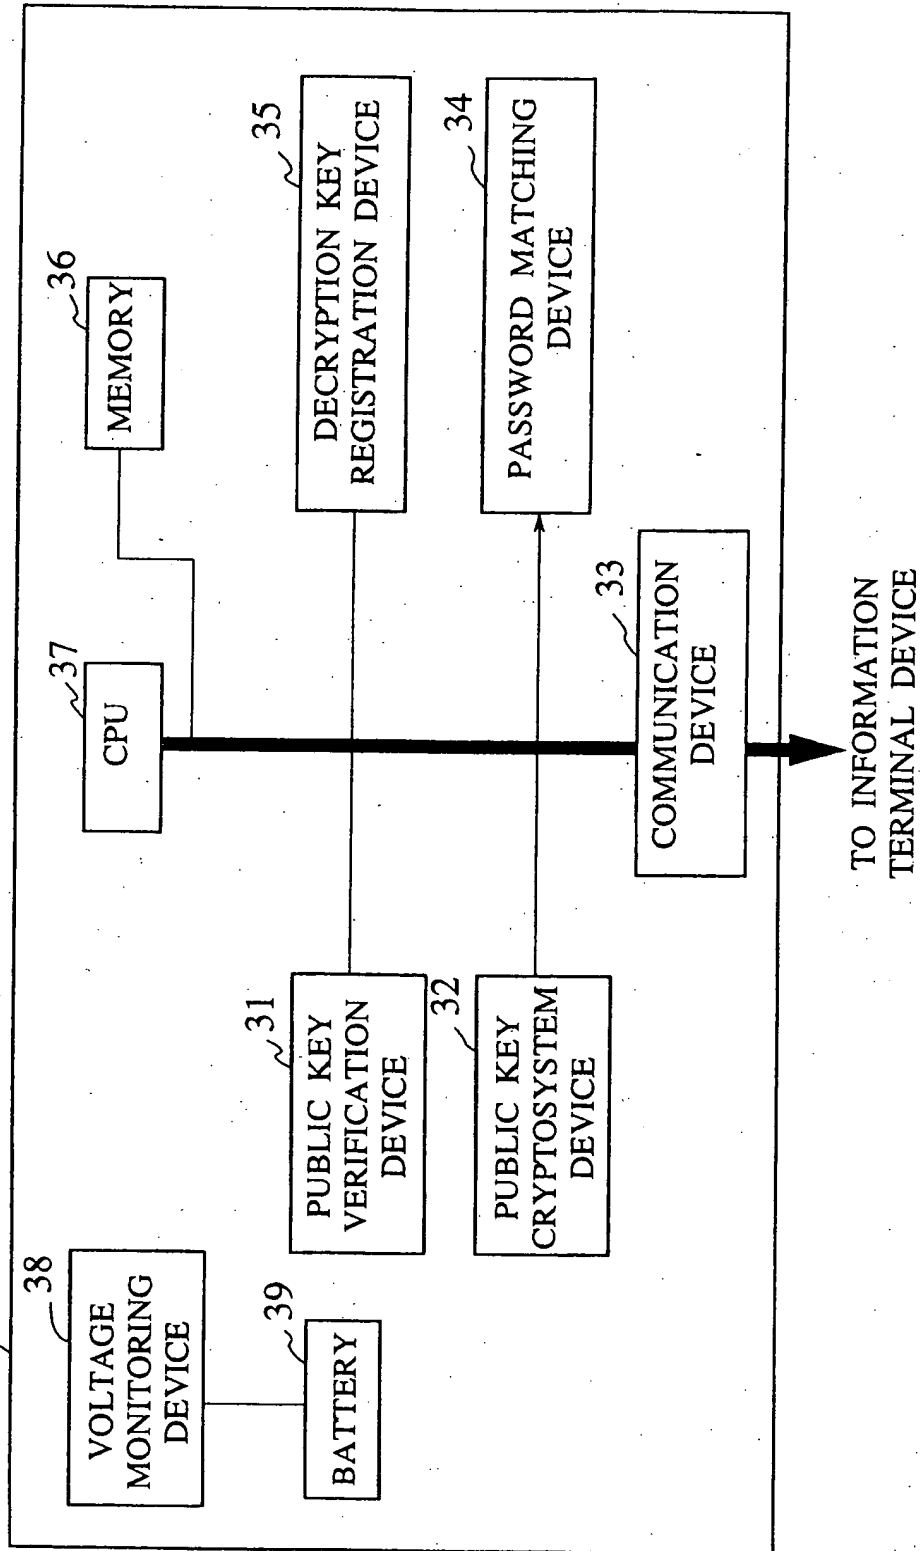 38
VOLTAGE
MONITORING
DEVICE
39
BATTERY
37
CPU
36
MEMORY
31
PUBLIC KEY
VERIFICATION
DEVICE
35
DECRYPTION KEY
REGISTRATION DEVICE
32
PUBLIC KEY
CRYPTOSYSTEM
DEVICE
34
PASSWORD MATCHING
DEVICE
33
COMMUNICATION
DEVICE
TO INFORMATION
TERMINAL DEVICE